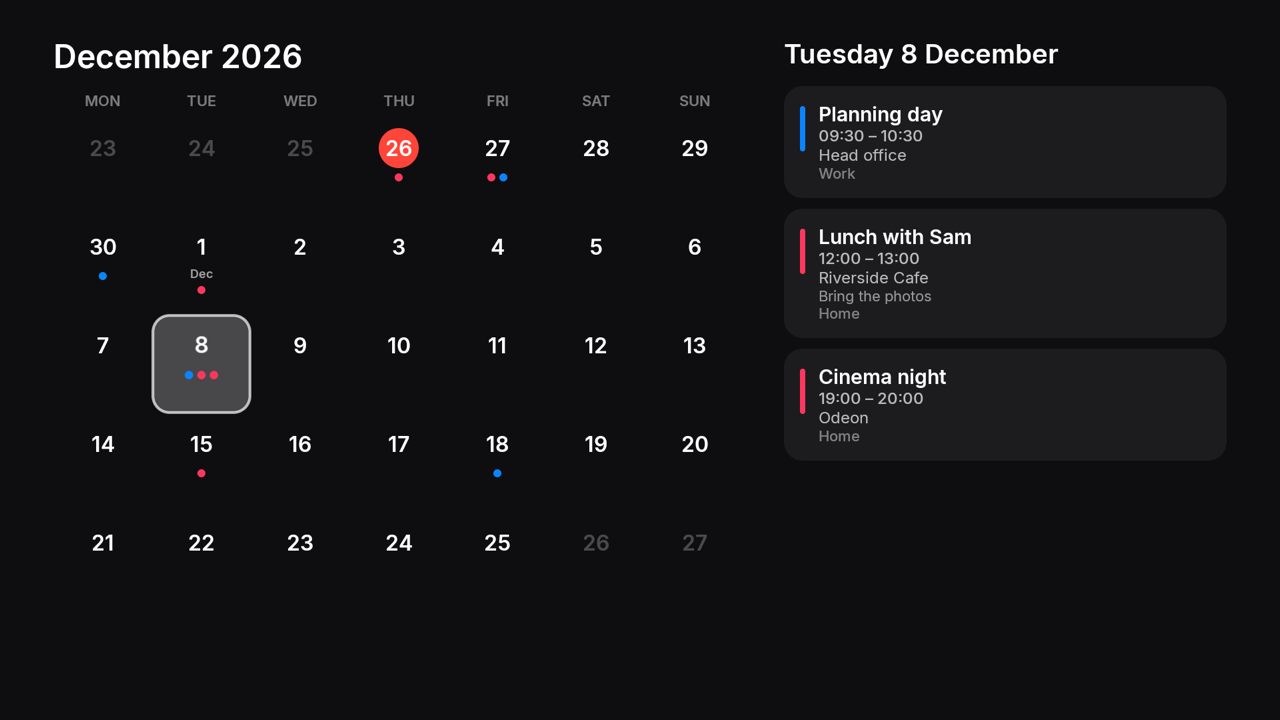 December 2026
MON TUE WED THU FRI SAT SUN
23 24 25 26 27 28 29
30 1 2 3 4 5 6
Dec
7 8 9 10 11 12 13
14 15 16 17 18 19 20
21 22 23 24 25 26 27
Tuesday 8 December
Planning day
09:30 – 10:30
Head office
Work
Lunch with Sam
12:00 – 13:00
Riverside Cafe
Bring the photos
Home
Cinema night
19:00 – 20:00
Odeon
Home